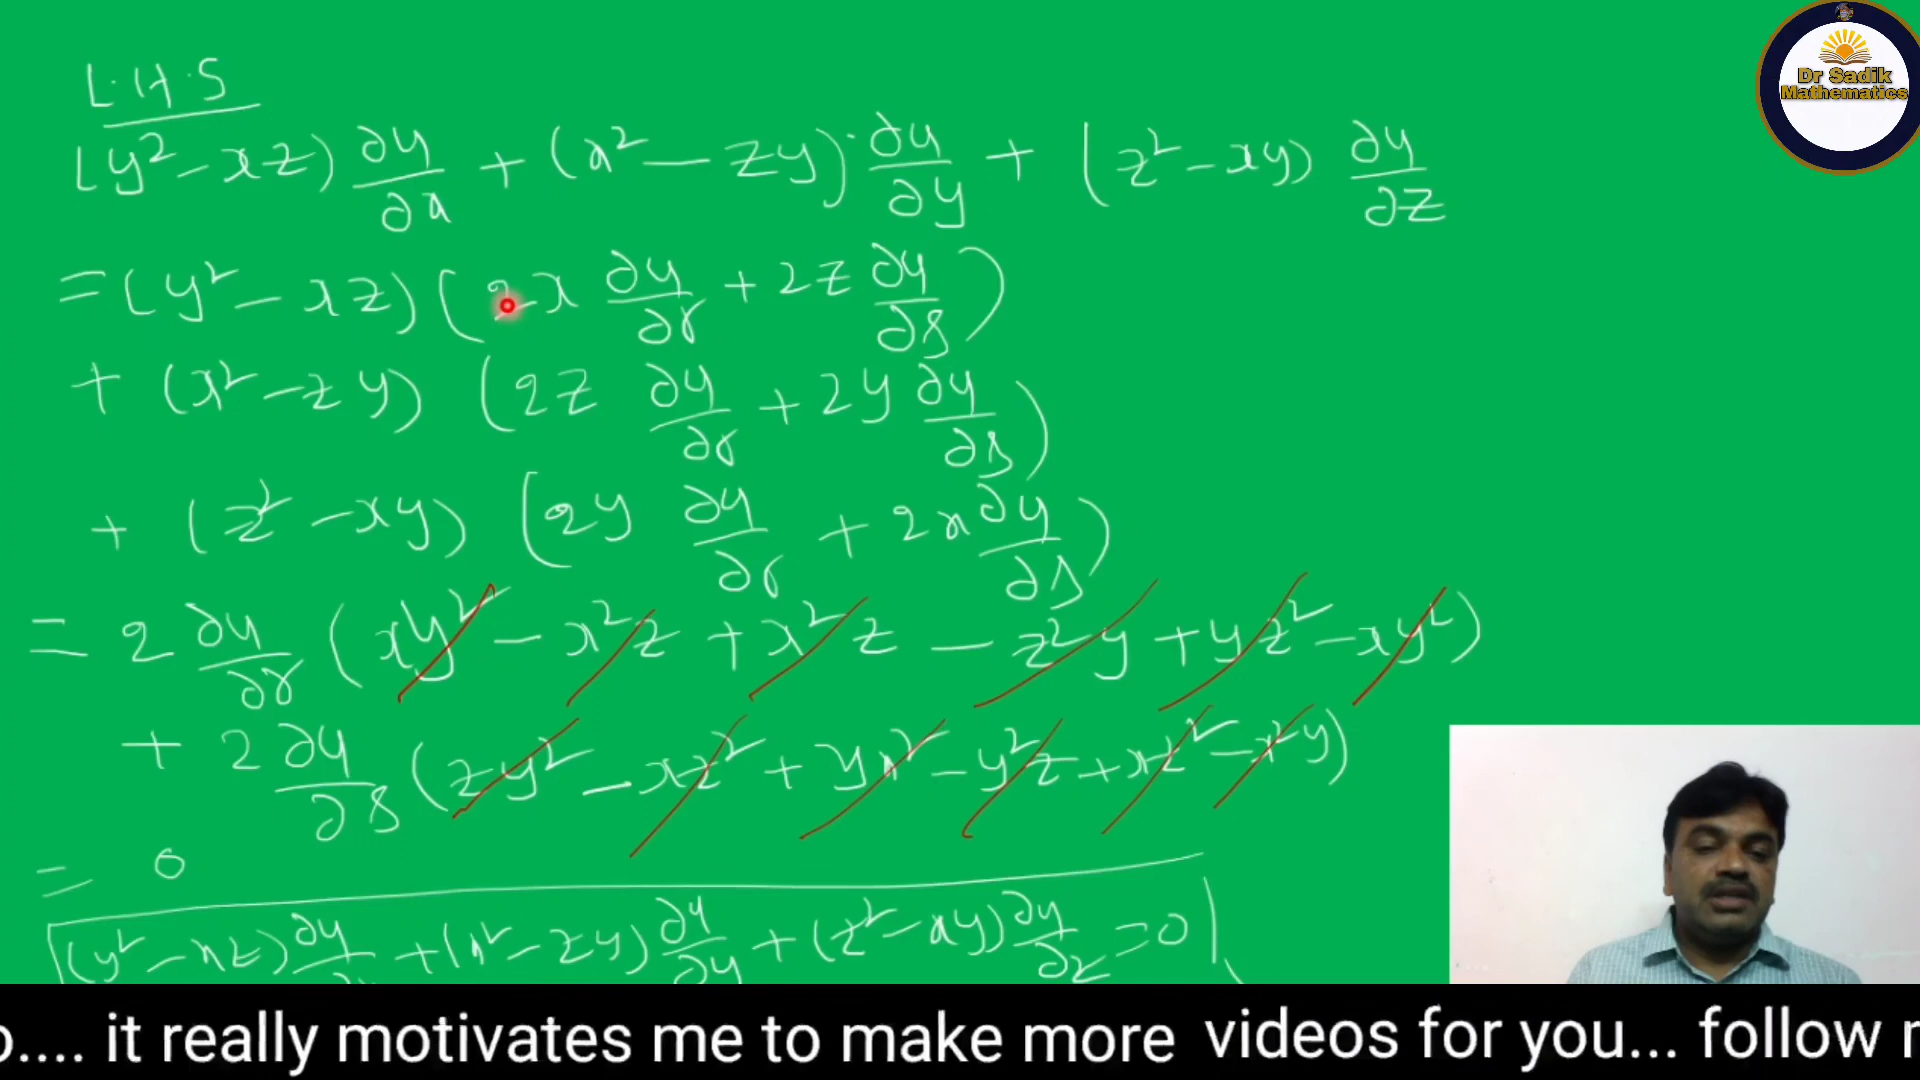 Dr Sadik
Mathematics
L.H.S
(y² - xz) ∂u/∂x + (x² - zy) · ∂u/∂y + (z² - xy) ∂u/∂z
= (y² - xz) (2x ∂u/∂r + 2z ∂u/∂s)
+ (x² - zy) (2z ∂u/∂r + 2y ∂u/∂s)
+ (z² - xy) (2y ∂u/∂r + 2x ∂u/∂s)
= 2 ∂u/∂r (xy² - x²z + x²z - z²y + yz² - xy²)
+ 2 ∂u/∂s (zy² - xz² + yx² - y²z + xz² - x²y)
= 0
(y² - xz) ∂u/ + (x² - zy) ∂u/∂y + (z² - xy) ∂u/∂z = 0
o.... it really motivates me to make more videos for you... follow